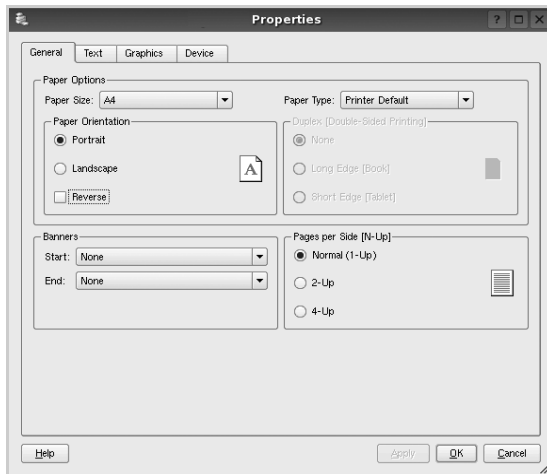 Properties
General Text Graphics Device
Paper Options
Paper Size: A4 Paper Type: Printer Default
Paper Orientation
Portrait
Landscape
A
Reverse
Duplex [Double-Sided Printing]
None
Long Edge [Book]
Short Edge [Tablet]
Banners
Start: None
End: None
Pages per Side [N-Up]
Normal (1-Up)
2-Up
4-Up
Help Apply OK Cancel